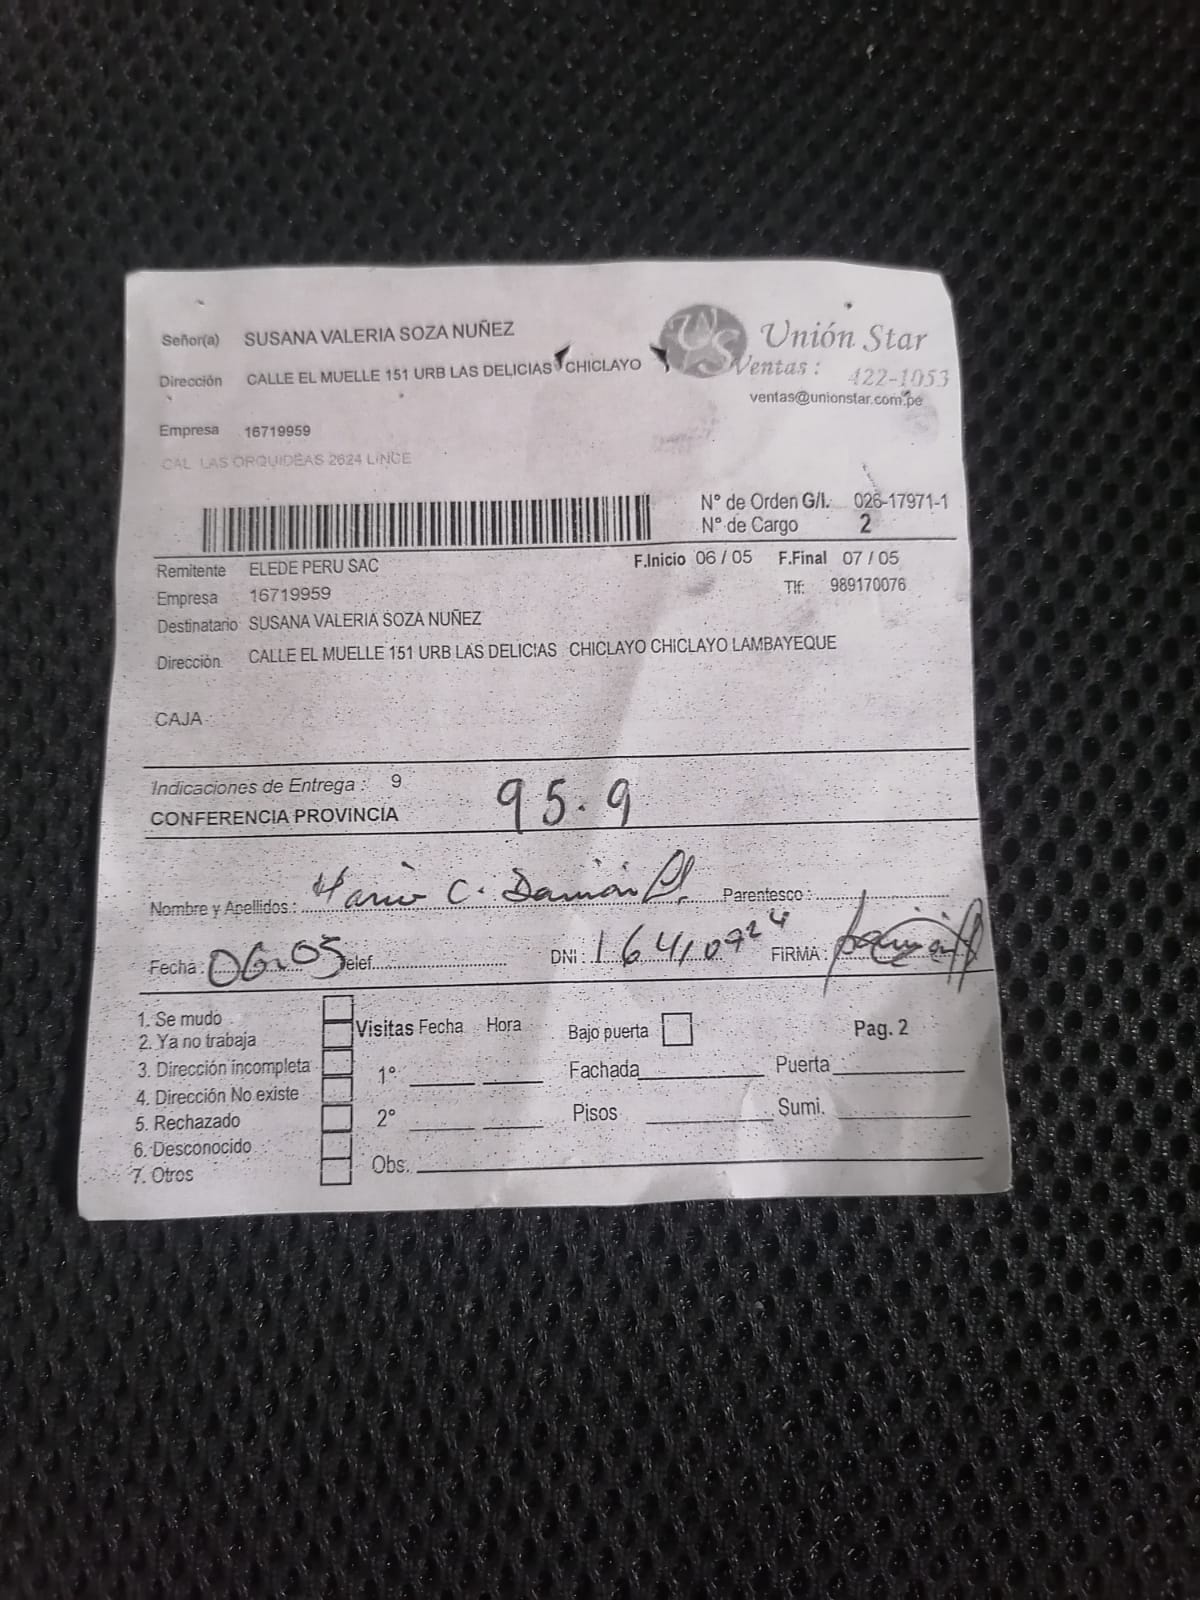 Señor(a) SUSANA VALERIA SOZA NUÑEZ
Unión Star
Dirección CALLE EL MUELLE 151 URB LAS DELICIAS CHICLAYO
Ventas: 422-1053
ventas@unionstar.com.pe
Empresa 16719959
CAL LAS ORQUIDEAS 2624 LINCE
N° de Orden G/I. 026-17971-1
N° de Cargo 2
Remitente ELEDE PERU SAC F.Inicio 06 / 05 F.Final 07 / 05
Empresa 16719959 Tlf: 989170076
Destinatario SUSANA VALERIA SOZA NUÑEZ
Dirección CALLE EL MUELLE 151 URB LAS DELICIAS CHICLAYO CHICLAYO LAMBAYEQUE
CAJA
Indicaciones de Entrega : 9
95.9
CONFERENCIA PROVINCIA
Nombre y Apellidos : C. Parentesco :
Fecha : 06.05 Telef. DNI : FIRMA :
1. Se mudo
2. Ya no trabaja
3. Dirección incompleta
4. Dirección No existe
5. Rechazado
6. Desconocido
7. Otros
Visitas Fecha Hora Bajo puerta Pag. 2
1° Fachada Puerta
2° Pisos Sumi.
Obs.